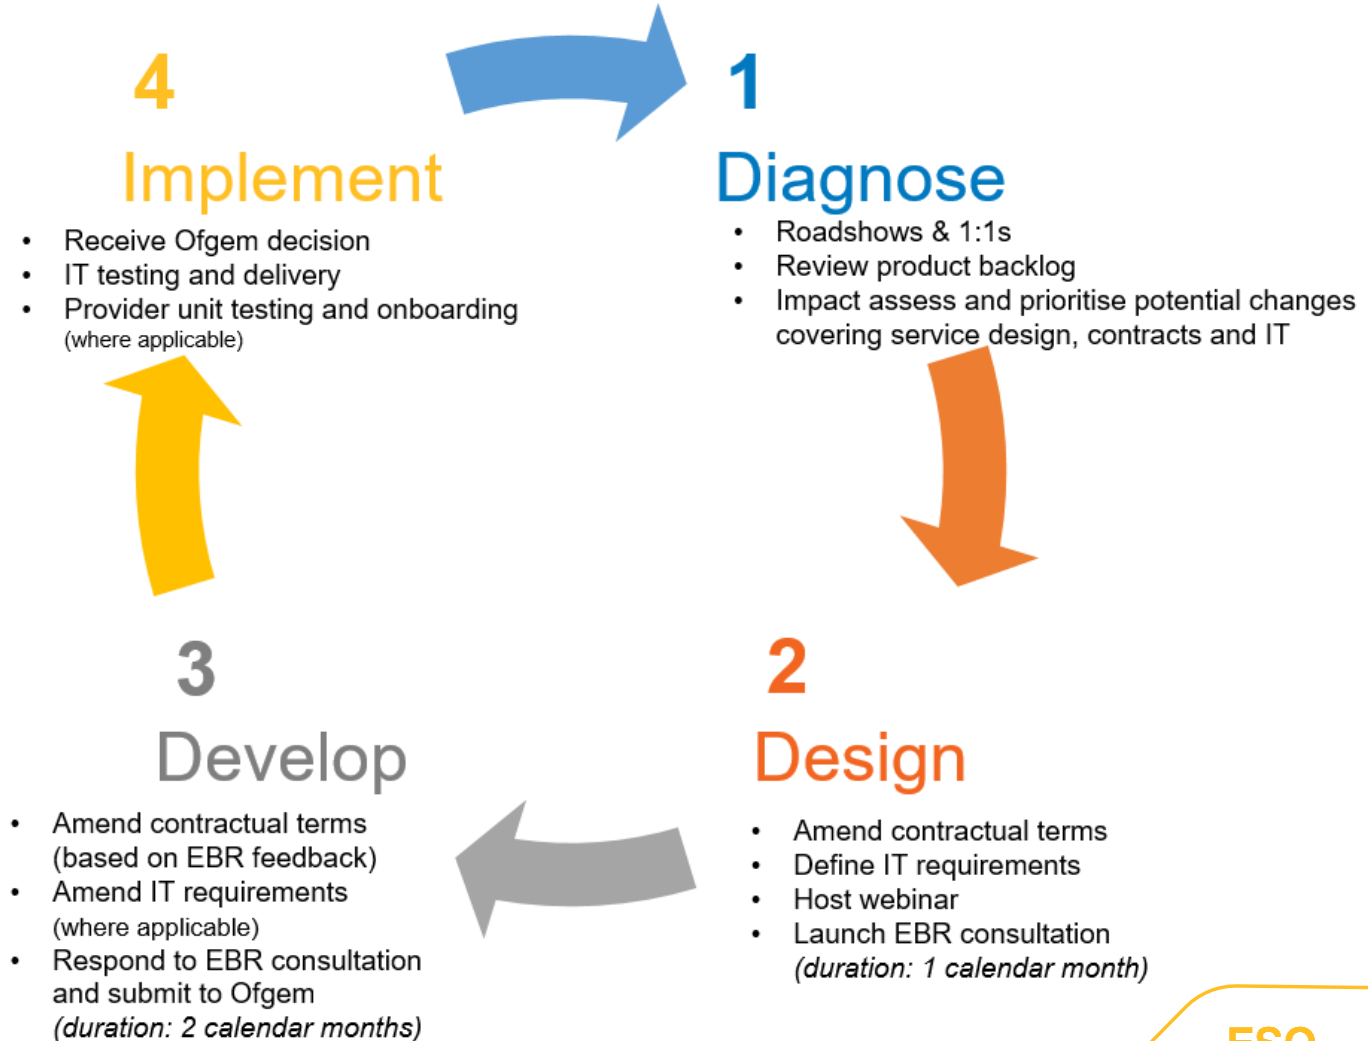 1
Diagnose
• Roadshows & 1:1s
• Review product backlog
• Impact assess and prioritise potential changes
covering service design, contracts and IT
2
Design
• Amend contractual terms
• Define IT requirements
• Host webinar
• Launch EBR consultation
(duration: 1 calendar month)
3
Develop
• Amend contractual terms
(based on EBR feedback)
• Amend IT requirements
(where applicable)
• Respond to EBR consultation
and submit to Ofgem
(duration: 2 calendar months)
4
Implement
• Receive Ofgem decision
• IT testing and delivery
• Provider unit testing and onboarding
(where applicable)
ESO